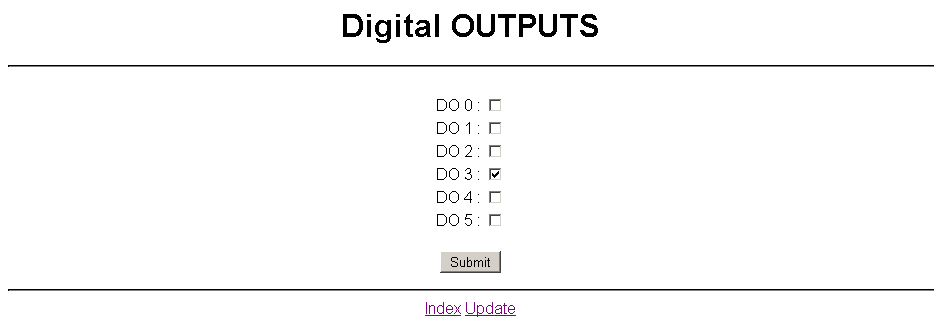 Digital OUTPUTS
DO 0 :
DO 1 :
DO 2 :
DO 3 :
DO 4 :
DO 5 :
Submit
Index Update